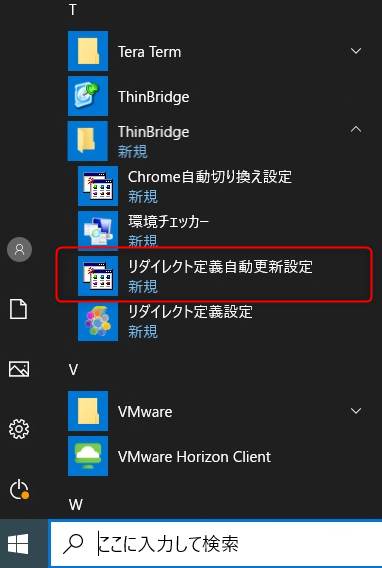 T
Tera Term
ThinBridge
ThinBridge
新規
Chrome自動切り換え設定
新規
環境チェッカー
新規
リダイレクト定義自動更新設定
新規
リダイレクト定義設定
新規
V
VMware
VMware Horizon Client
W
ここに入力して検索